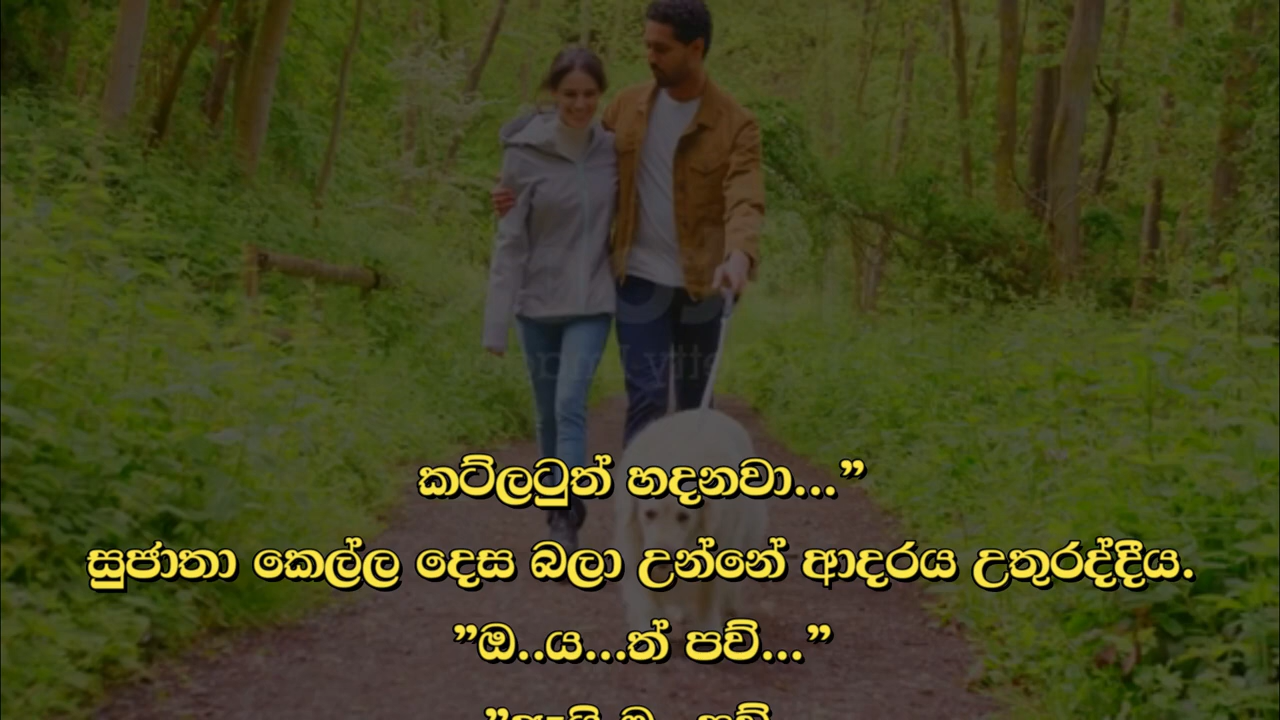 කට්ලටුත් හදනවා...”
සුජාතා කෙල්ල දෙස බලා උන්නේ ආදරය උතුරද්දීය.
”ඔ..ය...ත් පව්...”